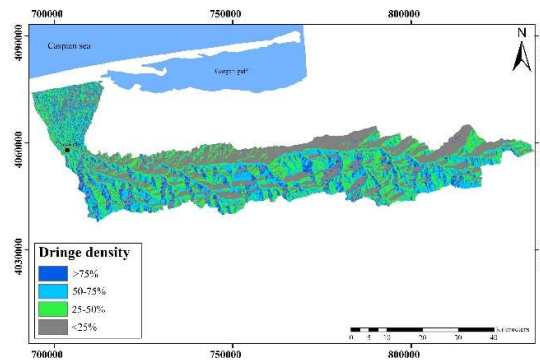 700000 750000 800000
4090000
4060000
4030000
N
Caspian sea
Gorgan gulf
Dringe density
>75%
50-75%
25-50%
<25%
Kilometers
0 5 10 20 30 40
700000 750000 800000